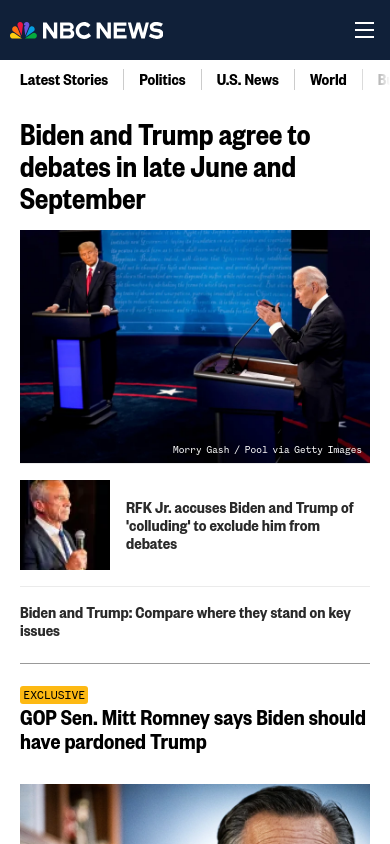 NBC NEWS
Latest Stories
Politics
U.S. News
World
Biden and Trump agree to
debates in late June and
September
Morry Gash / Pool via Getty Images
RFK Jr. accuses Biden and Trump of
'colluding' to exclude him from
debates
Biden and Trump: Compare where they stand on key
issues
EXCLUSIVE
GOP Sen. Mitt Romney says Biden should
have pardoned Trump